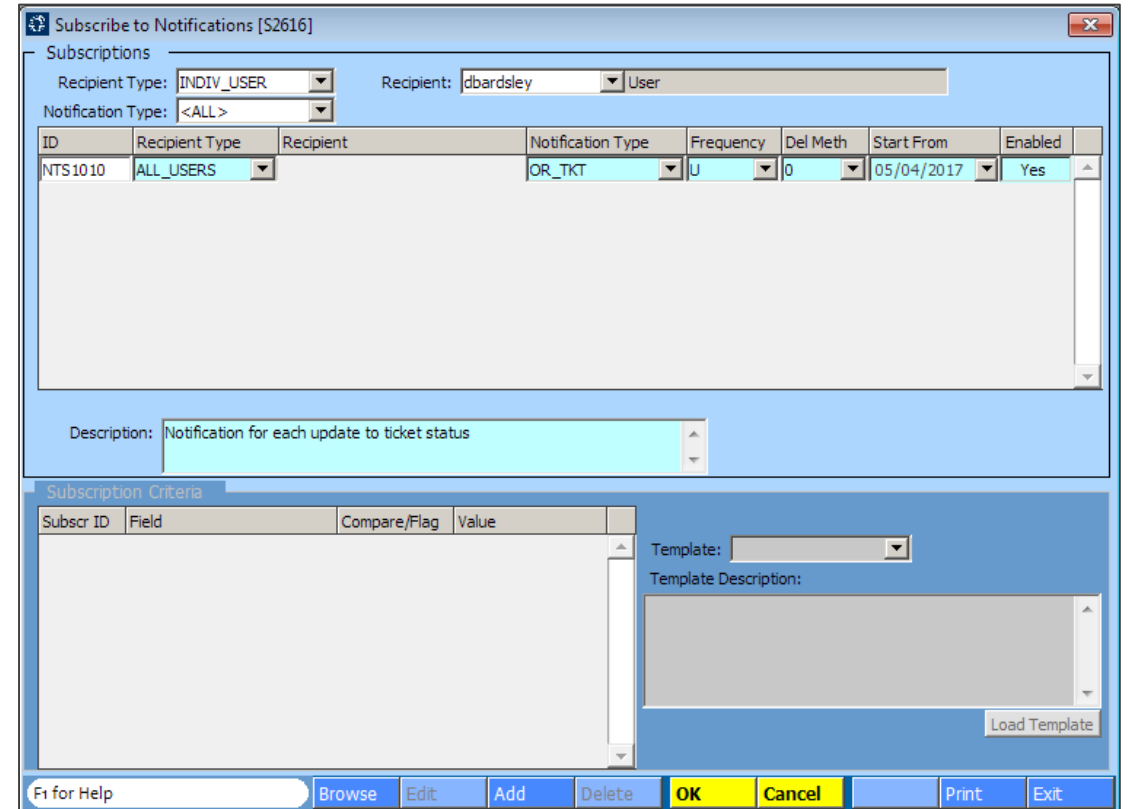 Subscribe to Notifications [S2616]
Subscriptions
Recipient Type: INDIV_USER Recipient: dbardsley User
Notification Type: <ALL>
ID Recipient Type Recipient Notification Type Frequency Del Meth Start From Enabled
NTS1010 ALL_USERS OR_TKT U 0 05/04/2017 Yes
Description: Notification for each update to ticket status
Subscription Criteria
Subscr ID Field Compare/Flag Value
Template:
Template Description:
Load Template
F1 for Help Browse Edit Add Delete OK Cancel Print Exit